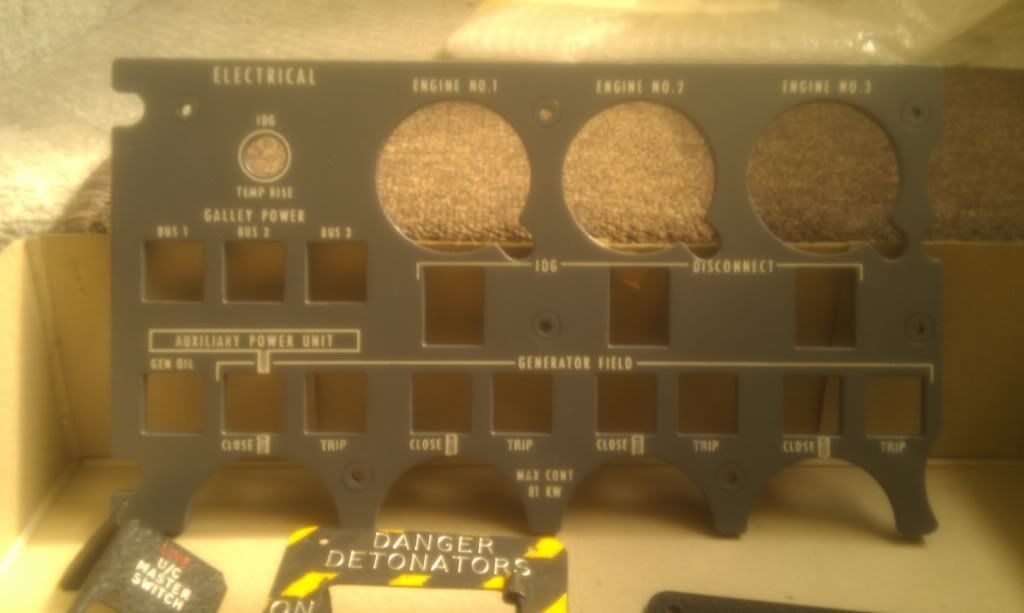 ELECTRICAL
ENGINE NO.1
ENGINE NO.2
ENGINE NO.3
IDG
TEMP RISE
GALLEY POWER
BUS 1
BUS 2
BUS 3
IDG
DISCONNECT
AUXILIARY POWER UNIT
GEN OIL
GENERATOR FIELD
CLOSE
TRIP
CLOSE
TRIP
CLOSE
TRIP
CLOSE
TRIP
MAX CONT
81 KW
DANGER
DETONATORS
ON
U/C
MASTER
SWITCH